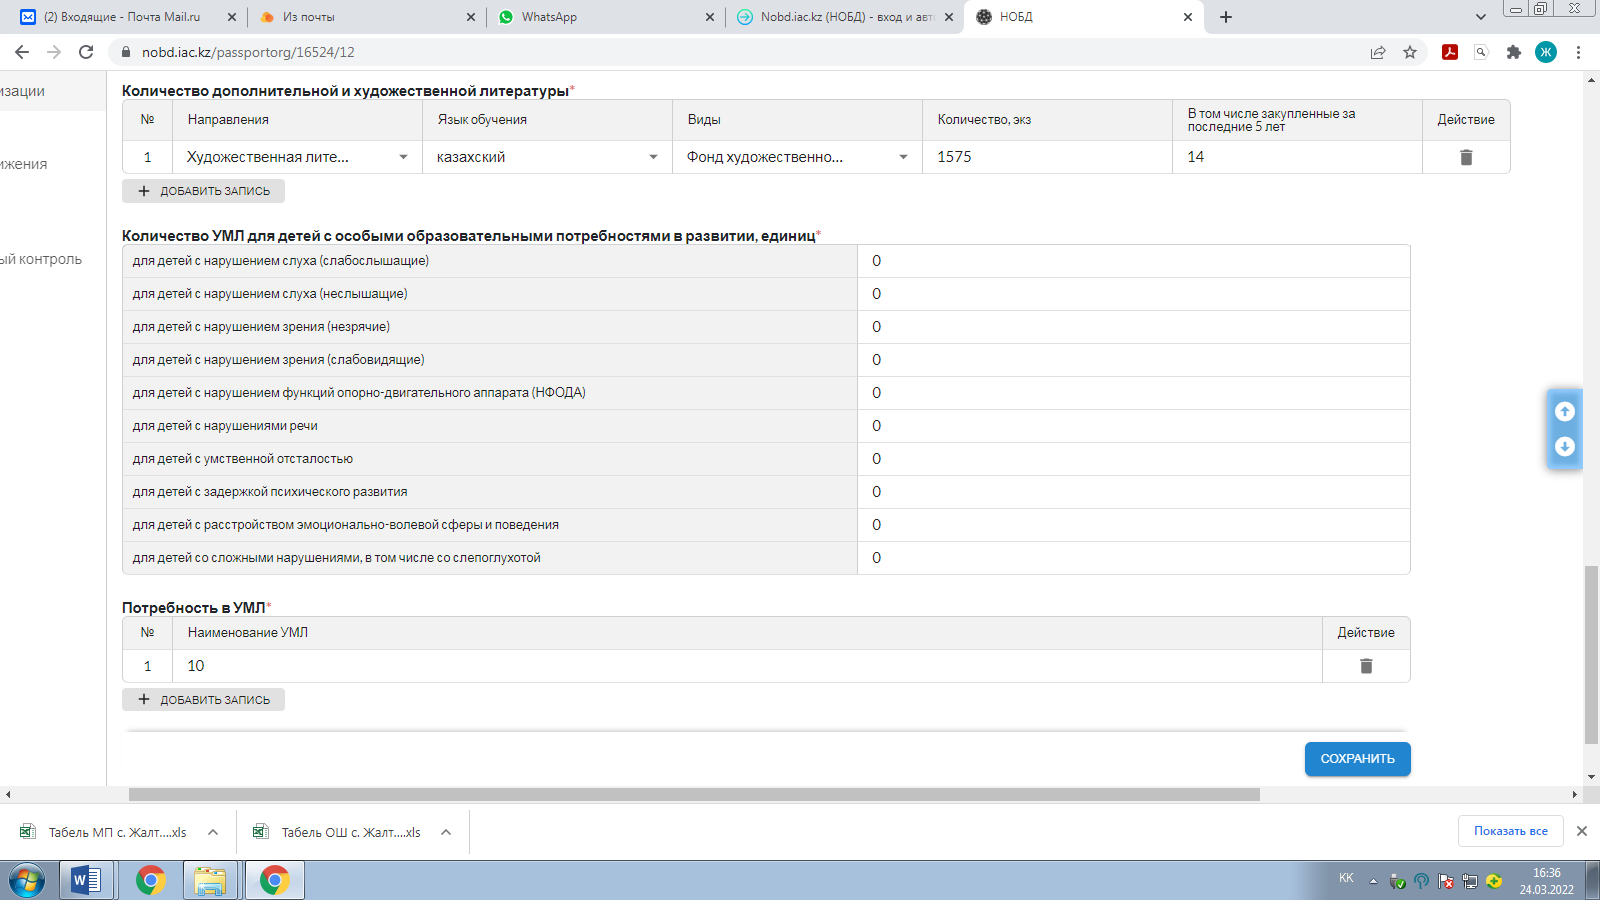 (2) Входящие - Почта Mail.ru
Из почты
WhatsApp
Nobd.iac.kz (НОБД) - вход и авто
НОБД
nobd.iac.kz/passportorg/16524/12
Ж
изации
ижения
ый контроль
Количество дополнительной и художественной литературы*
№ Направления Язык обучения Виды Количество, экз В том числе закупленные за последние 5 лет Действие
1 Художественная лите... казахский Фонд художественно... 1575 14
+ ДОБАВИТЬ ЗАПИСЬ
Количество УМЛ для детей с особыми образовательными потребностями в развитии, единиц*
для детей с нарушением слуха (слабослышащие) 0
для детей с нарушением слуха (неслышащие) 0
для детей с нарушением зрения (незрячие) 0
для детей с нарушением зрения (слабовидящие) 0
для детей с нарушением функций опорно-двигательного аппарата (НФОДА) 0
для детей с нарушениями речи 0
для детей с умственной отсталостью 0
для детей с задержкой психического развития 0
для детей с расстройством эмоционально-волевой сферы и поведения 0
для детей со сложными нарушениями, в том числе со слепоглухотой 0
Потребность в УМЛ*
№ Наименование УМЛ Действие
1 10
+ ДОБАВИТЬ ЗАПИСЬ
СОХРАНИТЬ
Табель МП с. Жалт....xls
Табель ОШ с. Жалт....xls
Показать все
KK
16:36
24.03.2022